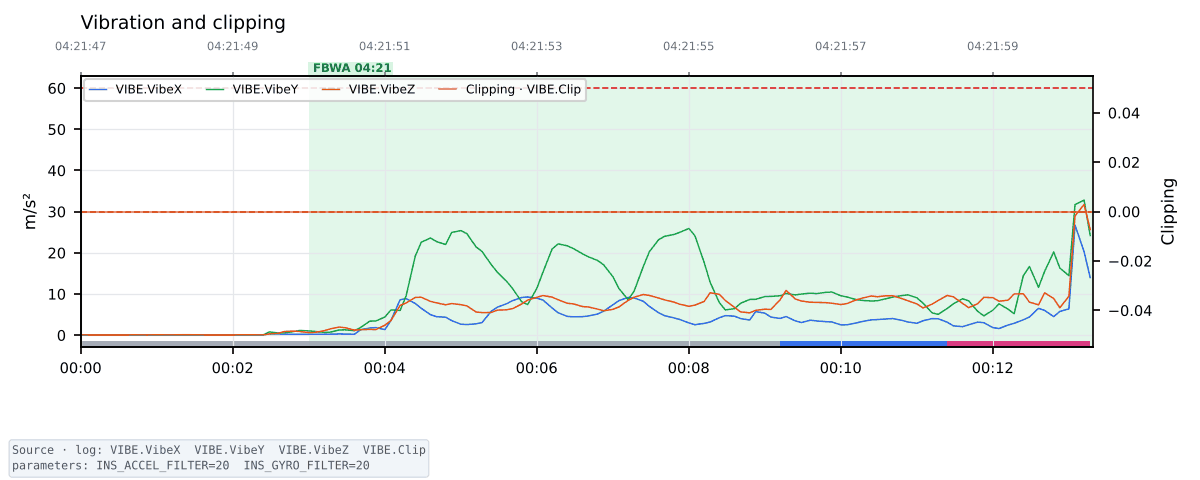 Vibration and clipping
04:21:47 04:21:49 04:21:51 04:21:53 04:21:55 04:21:57 04:21:59
FBWA 04:21
VIBE.VibeX VIBE.VibeY VIBE.VibeZ Clipping · VIBE.Clip
60
50
40
30
20
10
0
m/s²
0.04
0.02
0.00
−0.02
−0.04
Clipping
00:00 00:02 00:04 00:06 00:08 00:10 00:12
Source · log: VIBE.VibeX VIBE.VibeY VIBE.VibeZ VIBE.Clip
parameters: INS_ACCEL_FILTER=20 INS_GYRO_FILTER=20